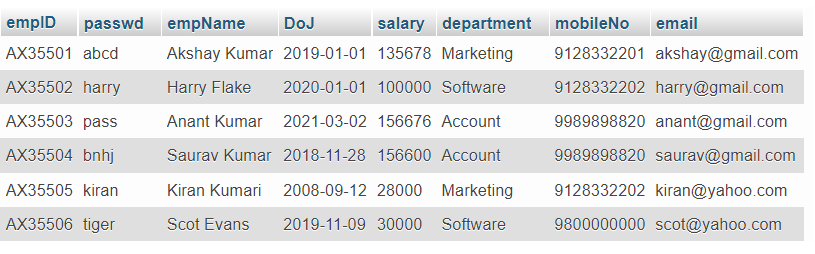 empID passwd empName DoJ salary department mobileNo email
AX35501 abcd Akshay Kumar 2019-01-01 135678 Marketing 9128332201 akshay@gmail.com
AX35502 harry Harry Flake 2020-01-01 100000 Software 9128332202 harry@gmail.com
AX35503 pass Anant Kumar 2021-03-02 156676 Account 9989898820 anant@gmail.com
AX35504 bnhj Saurav Kumar 2018-11-28 156600 Account 9989898820 saurav@gmail.com
AX35505 kiran Kiran Kumari 2008-09-12 28000 Marketing 9128332202 kiran@yahoo.com
AX35506 tiger Scot Evans 2019-11-09 30000 Software 9800000000 scot@yahoo.com